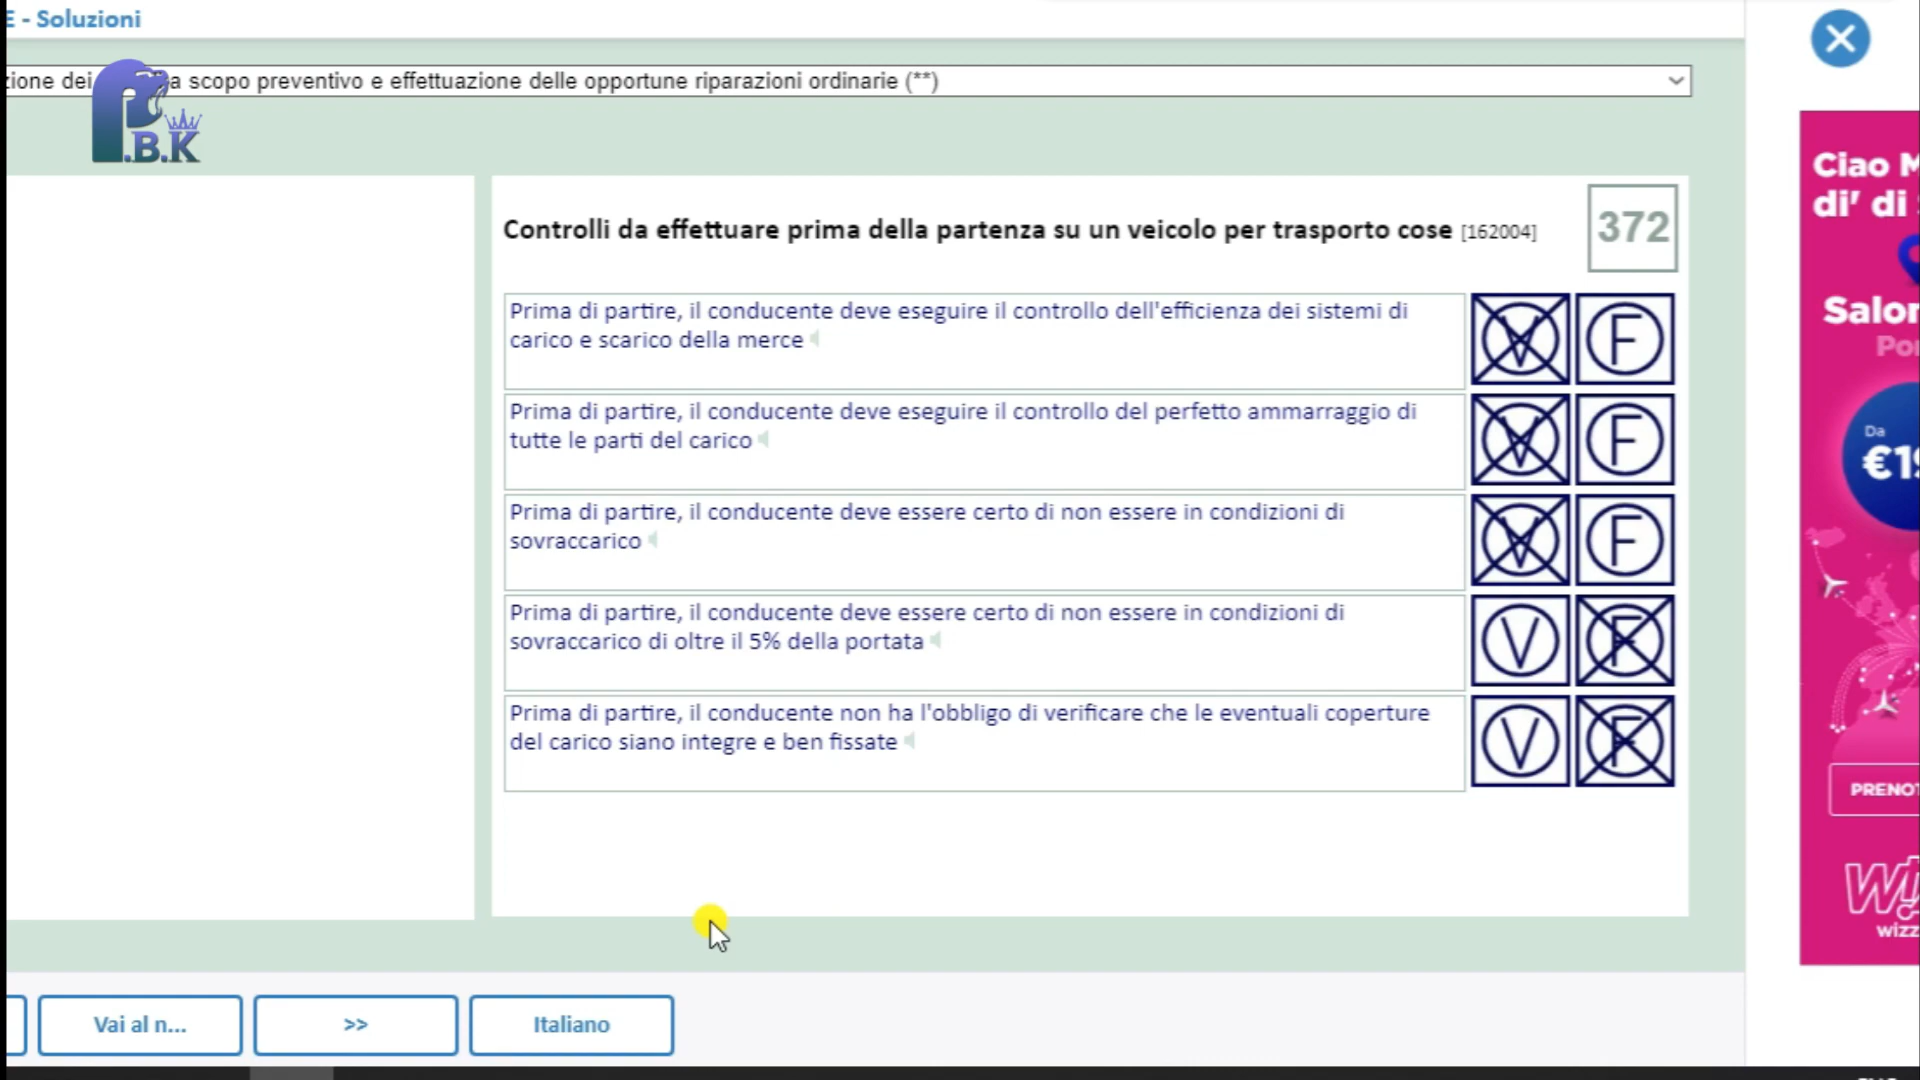 E - Soluzioni
zione dei a scopo preventivo e effettuazione delle opportune riparazioni ordinarie (**)
P.B.K
Controlli da effettuare prima della partenza su un veicolo per trasporto cose [162004]
372
Prima di partire, il conducente deve eseguire il controllo dell'efficienza dei sistemi di
carico e scarico della merce
V F
Prima di partire, il conducente deve eseguire il controllo del perfetto ammarraggio di
tutte le parti del carico
V F
Prima di partire, il conducente deve essere certo di non essere in condizioni di
sovraccarico
V F
Prima di partire, il conducente deve essere certo di non essere in condizioni di
sovraccarico di oltre il 5% della portata
V F
Prima di partire, il conducente non ha l'obbligo di verificare che le eventuali coperture
del carico siano integre e ben fissate
V F
Vai al n...
>>
Italiano
Ciao M
di' di
Salon
Po
Da
€19
PRENOT
wizz